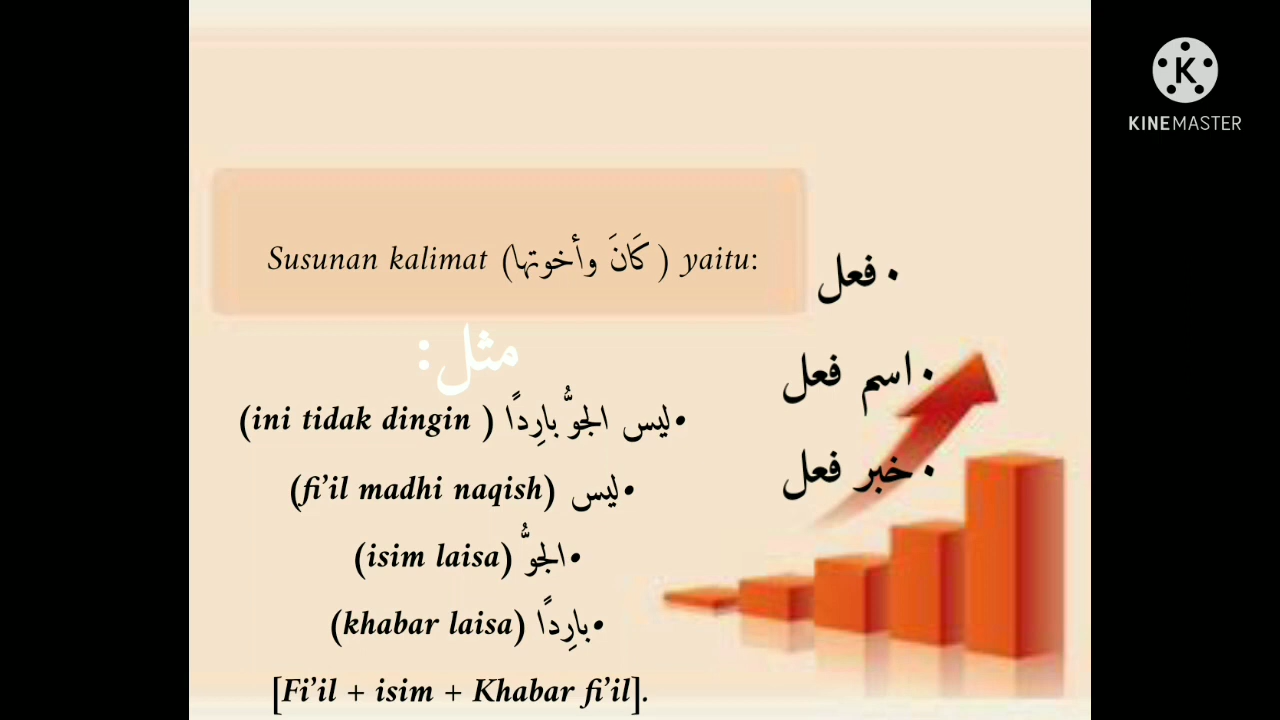 KINEMASTER
Susunan kalimat (كَانَ وأخوتها) yaitu:
• فعل
• اسم فعل
• خبر فعل
مثل:
•ليس الجوُّ بارِدًا (ini tidak dingin)
•ليس (fi’il madhi naqish)
•الجوُّ (isim laisa)
•بارِدًا (khabar laisa)
[Fi’il + isim + Khabar fi’il].